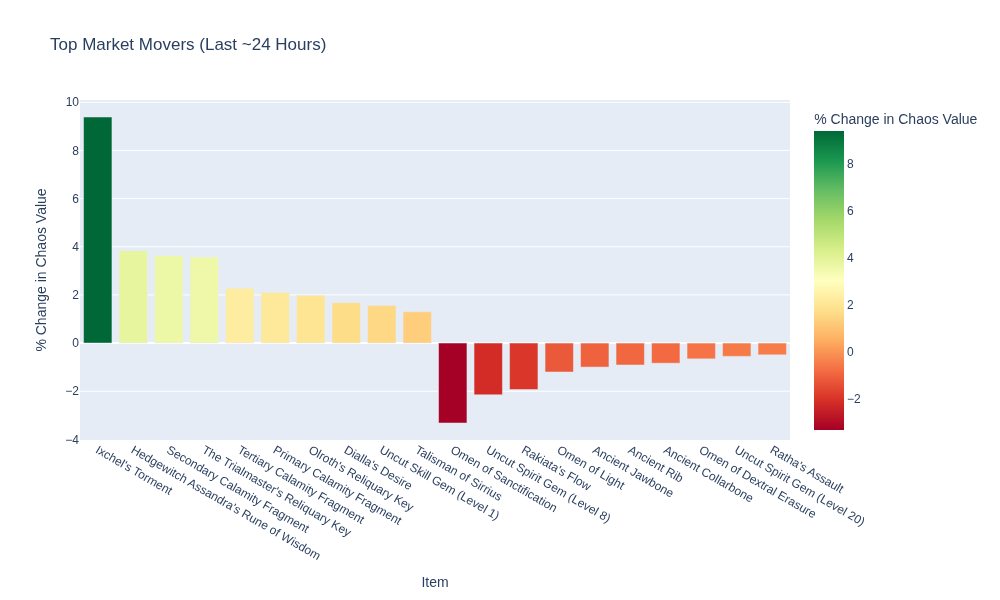 Top Market Movers (Last ~24 Hours)
% Change in Chaos Value
10
8
6
4
2
0
−2
−4
Ixchel's Torment
Hedgewitch Assandra's Rune of Wisdom
Secondary Calamity Fragment
The Trialmaster's Reliquary Key
Tertiary Calamity Fragment
Primary Calamity Fragment
Olroth's Reliquary Key
Dialla's Desire
Uncut Skill Gem (Level 1)
Talisman of Sirrius
Omen of Sanctification
Uncut Spirit Gem (Level 8)
Rakiata's Flow
Omen of Light
Ancient Jawbone
Ancient Rib
Ancient Collarbone
Omen of Dextral Erasure
Uncut Spirit Gem (Level 20)
Ratha's Assault
Item
% Change in Chaos Value
8
6
4
2
0
−2